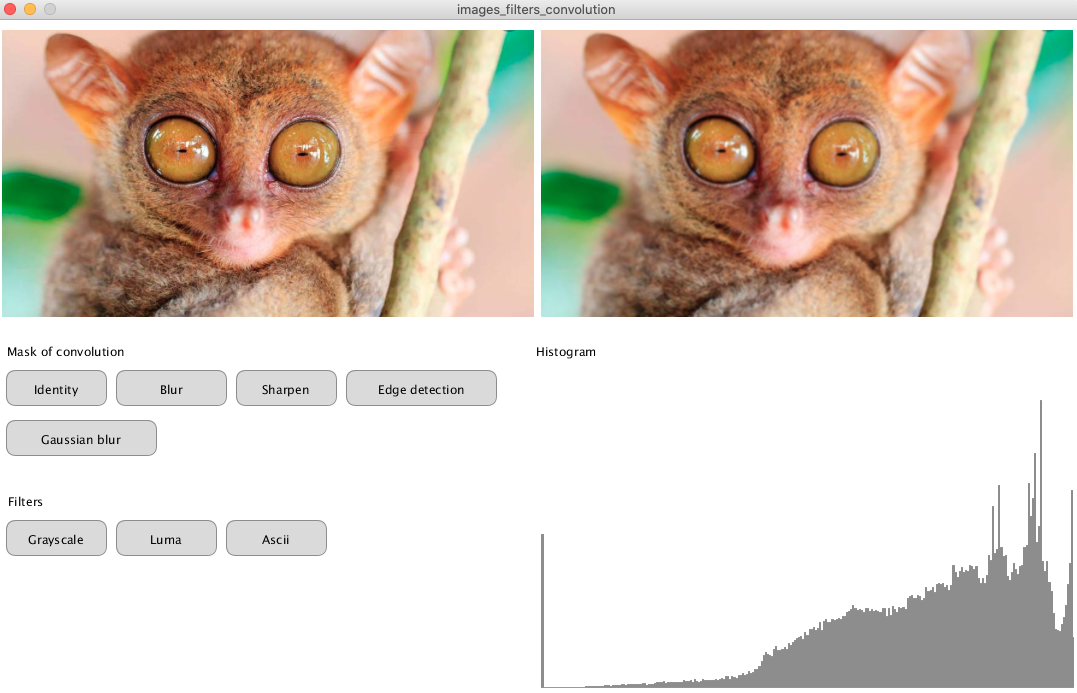 images_filters_convolution
Mask of convolution
Histogram
Identity
Blur
Sharpen
Edge detection
Gaussian blur
Filters
Grayscale
Luma
Ascii